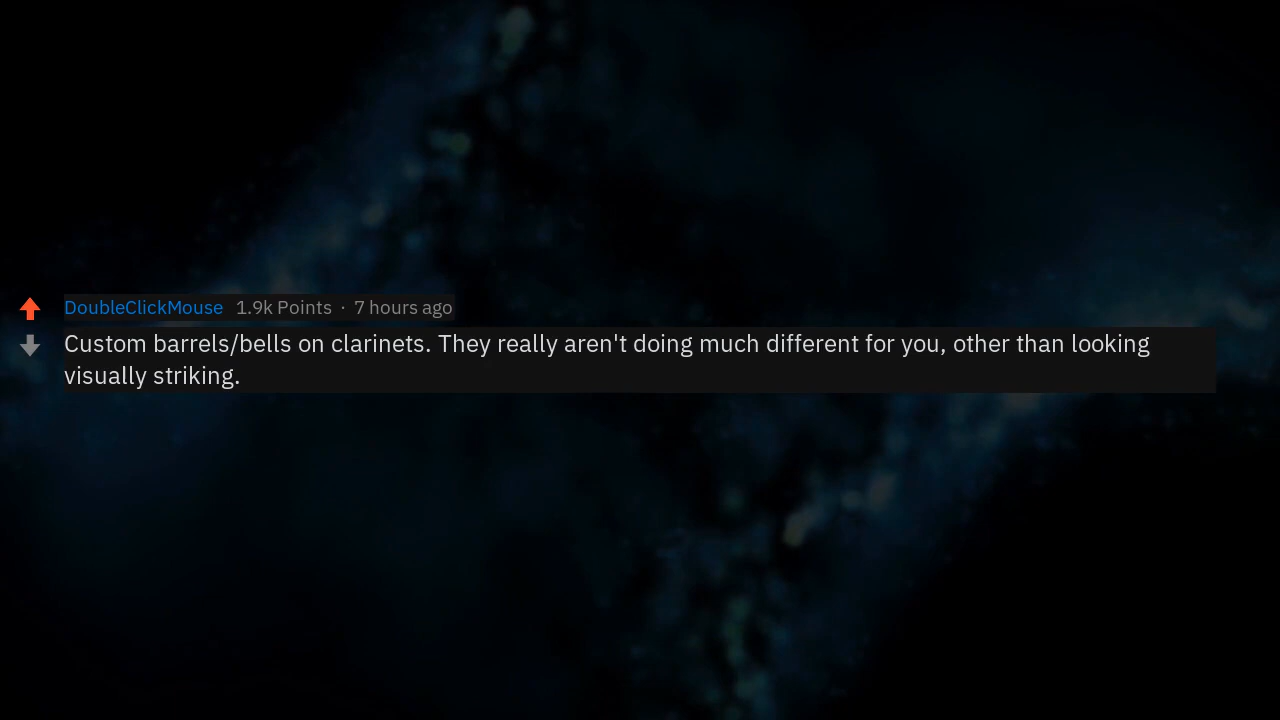 DoubleClickMouse 1.9k Points · 7 hours ago
Custom barrels/bells on clarinets. They really aren't doing much different for you, other than looking
visually striking.